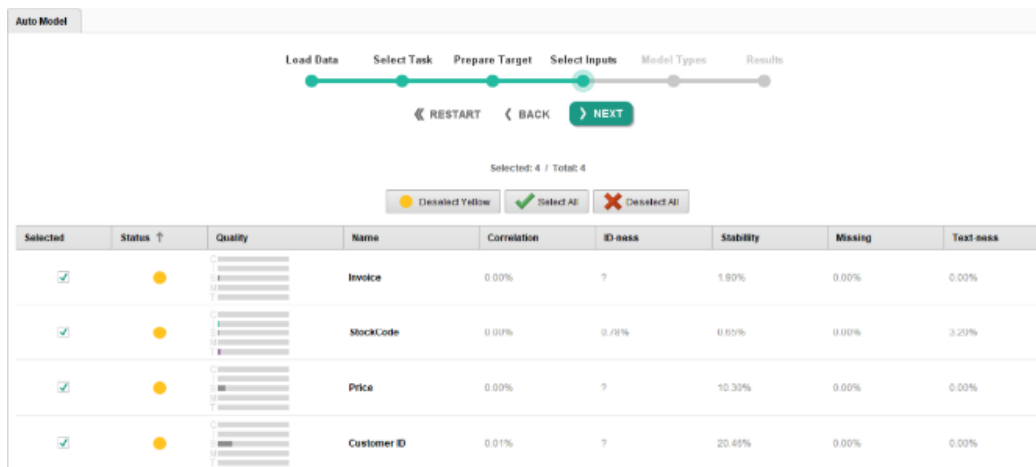 Auto Model
Load Data Select Task Prepare Target Select Inputs Model Types Results
RESTART BACK NEXT
Selected: 4 / Total: 4
Deselect Yellow Select All Deselect All
Selected Status ↑ Quality Name Correlation ID-ness Stability Missing Text-ness
C
I
S
M
T
Invoice 0.00% ? 1.90% 0.00% 0.00%
C
I
S
M
T
StockCode 0.00% 0.78% 0.65% 0.00% 3.20%
C
I
S
M
T
Price 0.00% ? 10.30% 0.00% 0.00%
C
I
S
M
T
Customer ID 0.01% ? 20.46% 0.00% 0.00%